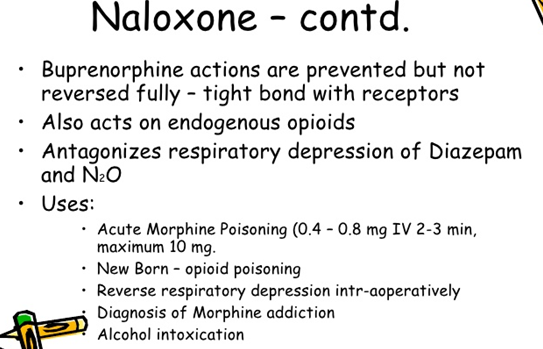 Naloxone – contd.
• Buprenorphine actions are prevented but not
reversed fully – tight bond with receptors
• Also acts on endogenous opioids
• Antagonizes respiratory depression of Diazepam
and N₂O
• Uses:
• Acute Morphine Poisoning (0.4 – 0.8 mg IV 2-3 min,
maximum 10 mg.
• New Born – opioid poisoning
• Reverse respiratory depression intr-aoperatively
• Diagnosis of Morphine addiction
• Alcohol intoxication